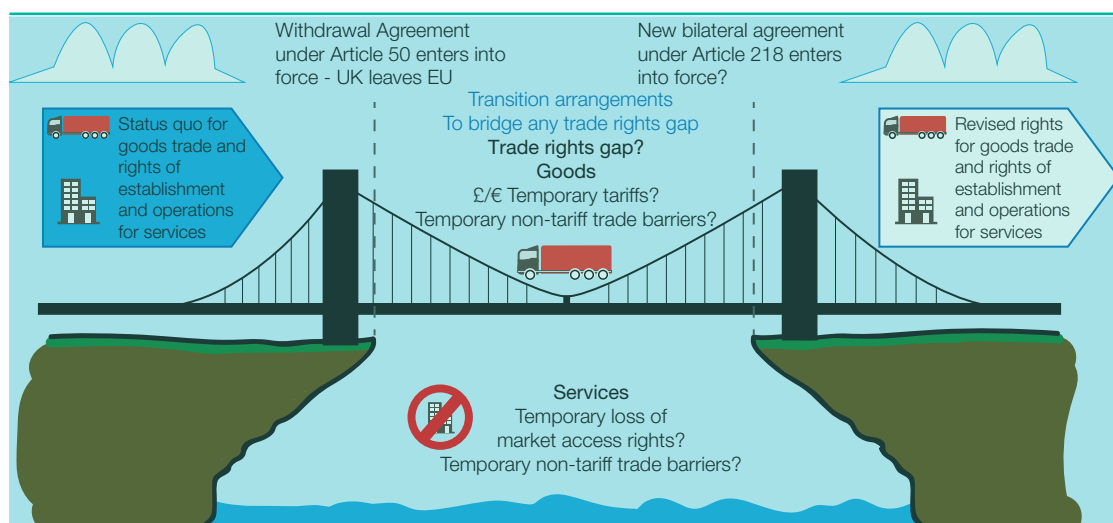 Withdrawal Agreement
under Article 50 enters into
force - UK leaves EU
New bilateral agreement
under Article 218 enters
into force?
Transition arrangements
To bridge any trade rights gap
Trade rights gap?
Goods
£/€ Temporary tariffs?
Temporary non-tariff trade barriers?
Status quo for
goods trade and
rights of
establishment
and operations
for services
Revised rights
for goods trade
and rights of
establishment
and operations
for services
Services
Temporary loss of
market access rights?
Temporary non-tariff trade barriers?